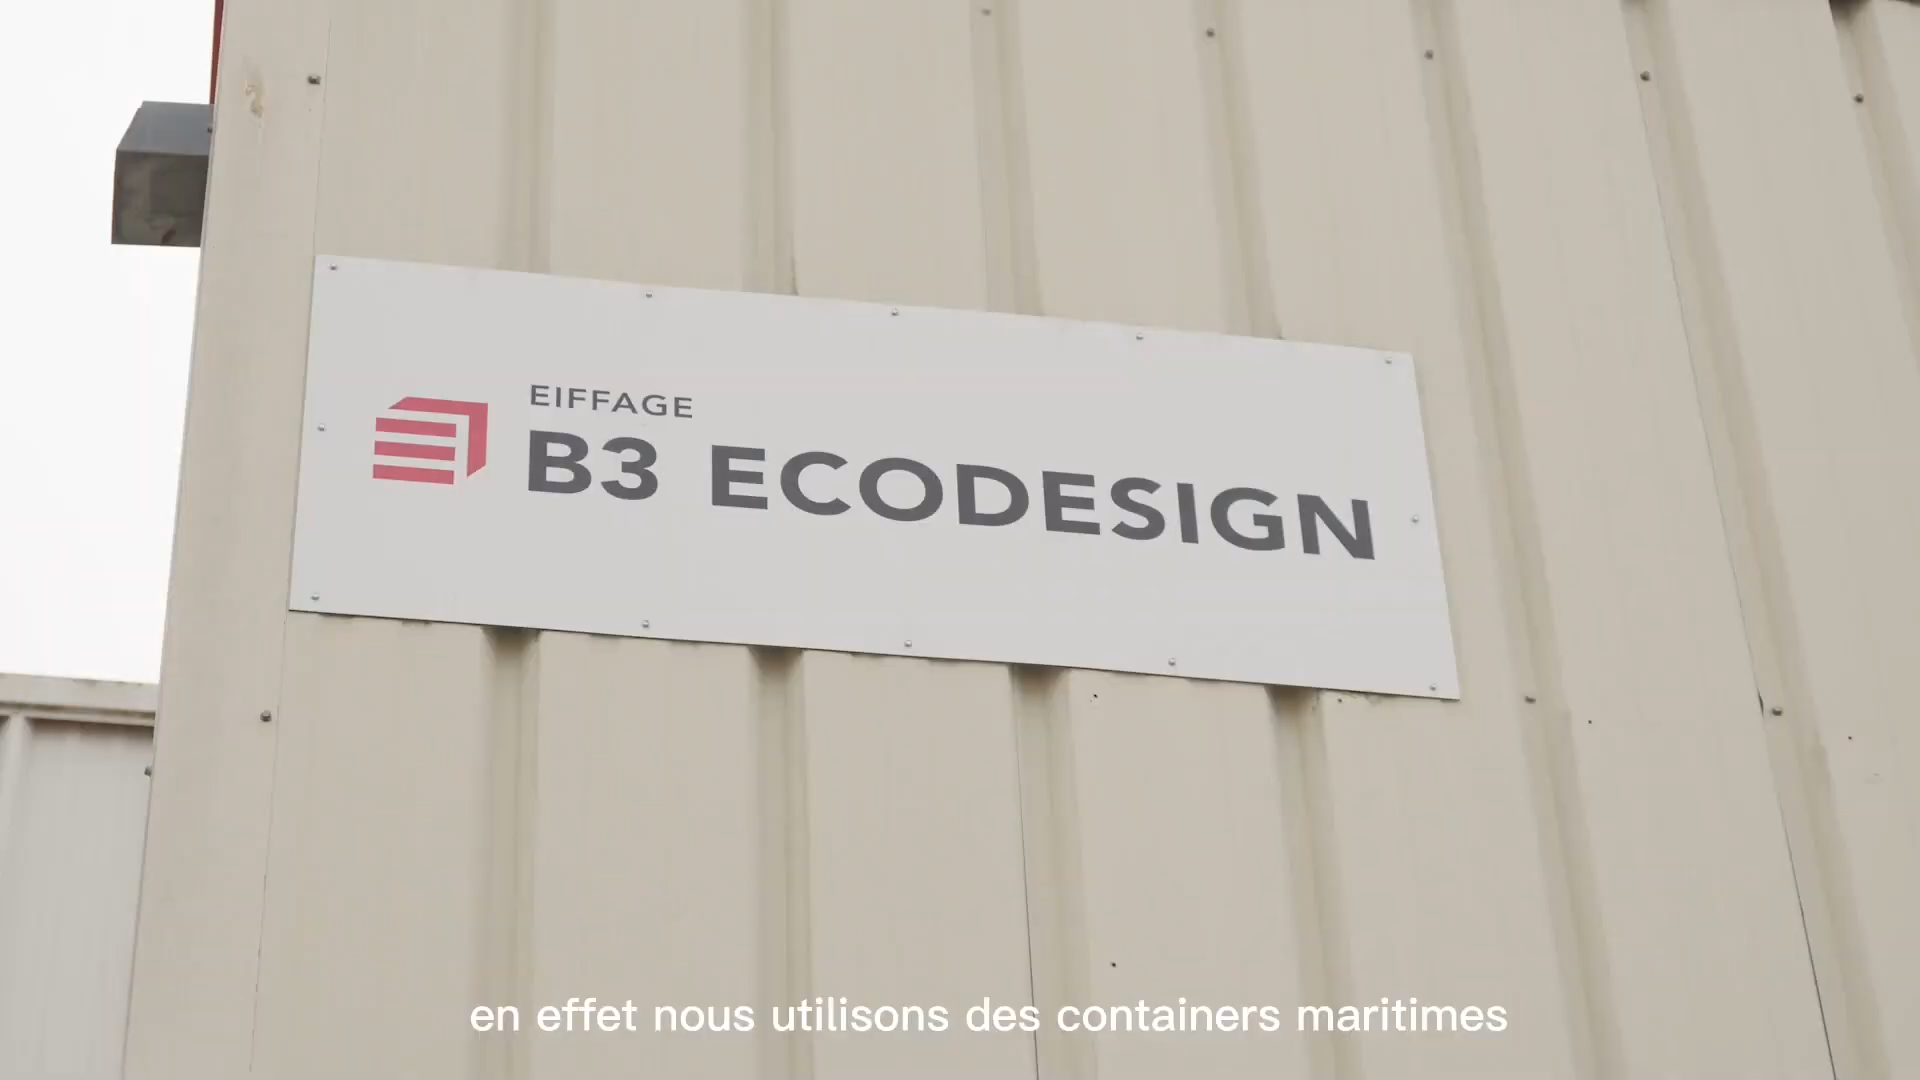 EIFFAGE
B3 ECODESIGN
en effet nous utilisons des containers maritimes